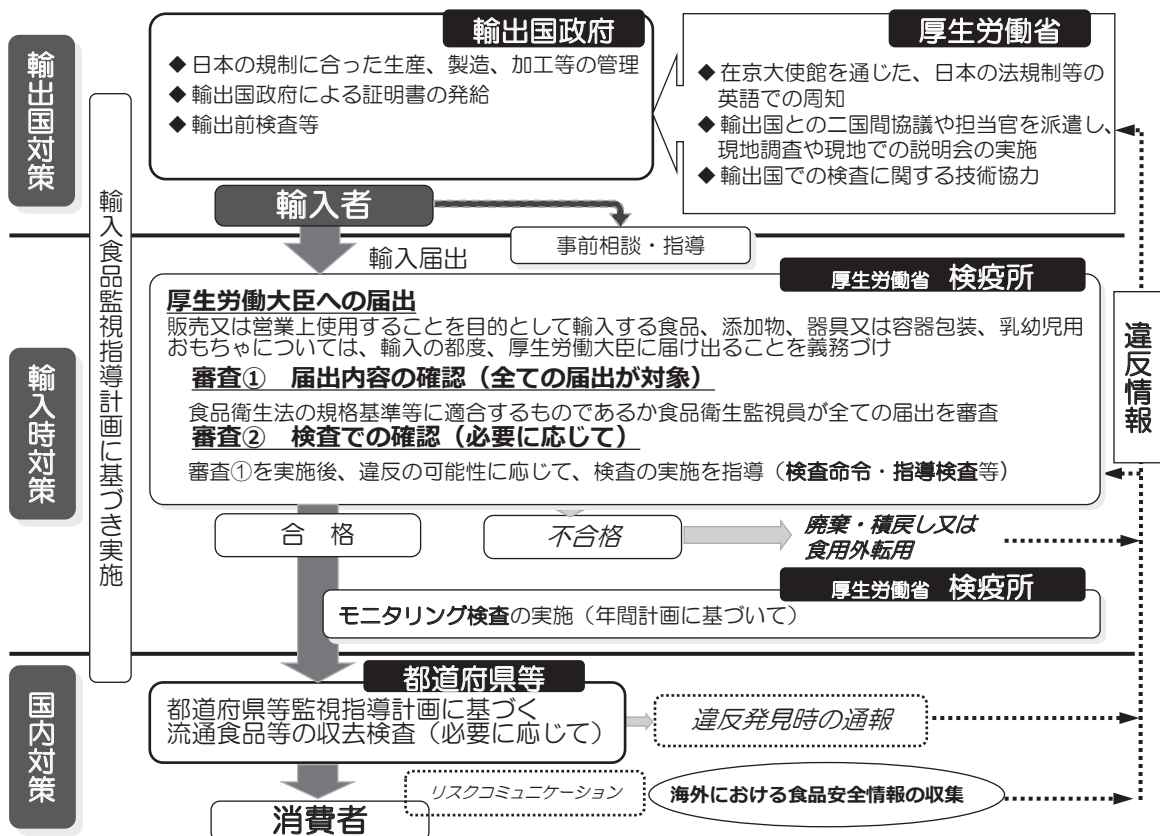 輸出国対策
輸入食品監視指導計画に基づき実施
輸出国政府
◆ 日本の規制に合った生産、製造、加工等の管理
◆ 輸出国政府による証明書の発給
◆ 輸出前検査等
厚生労働省
◆ 在京大使館を通じた、日本の法規制等の
英語での周知
◆ 輸出国との二国間協議や担当官を派遣し、
現地調査や現地での説明会の実施
◆ 輸出国での検査に関する技術協力
輸入者
事前相談・指導
輸入届出
輸入時対策
厚生労働省 検疫所
厚生労働大臣への届出
販売又は営業上使用することを目的として輸入する食品、添加物、器具又は容器包装、乳幼児用
おもちゃについては、輸入の都度、厚生労働大臣に届け出ることを義務づけ
審査① 届出内容の確認（全ての届出が対象）
食品衛生法の規格基準等に適合するものであるか食品衛生監視員が全ての届出を審査
審査② 検査での確認（必要に応じて）
審査①を実施後、違反の可能性に応じて、検査の実施を指導（検査命令・指導検査等）
違反情報
合 格
不合格
廃棄・積戻し又は
食用外転用
厚生労働省 検疫所
モニタリング検査の実施（年間計画に基づいて）
国内対策
都道府県等
都道府県等監視指導計画に基づく
流通食品等の収去検査（必要に応じて）
違反発見時の通報
リスクコミュニケーション
海外における食品安全情報の収集
消費者